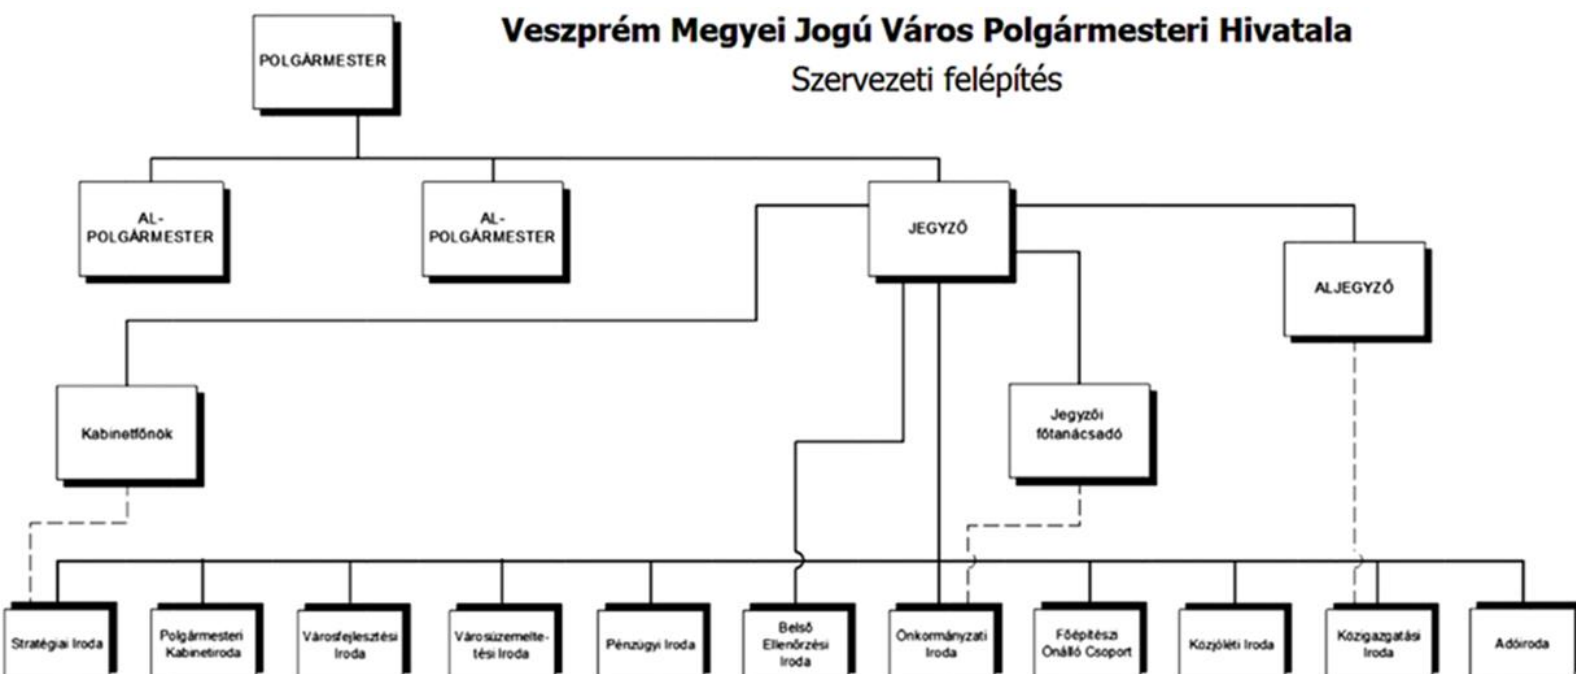 Veszprém Megyei Jogú Város Polgármesteri Hivatala
Szervezeti felépítés
POLGÁRMESTER
AL-
POLGÁRMESTER
AL-
POLGÁRMESTER
JEGYZŐ
ALJEGYZŐ
Kabinetfőnök
Jegyzői
főtanácsadó
Stratégiai Iroda
Polgármesteri
Kabinetiroda
Városfejlesztési
Iroda
Városüzemelte-
tési Iroda
Pénzügyi Iroda
Belső
Ellenőrzési
Iroda
Önkormányzati
Iroda
Főépítészi
Önálló Csoport
Közjóléti Iroda
Közigazgatási
Iroda
Adóiroda